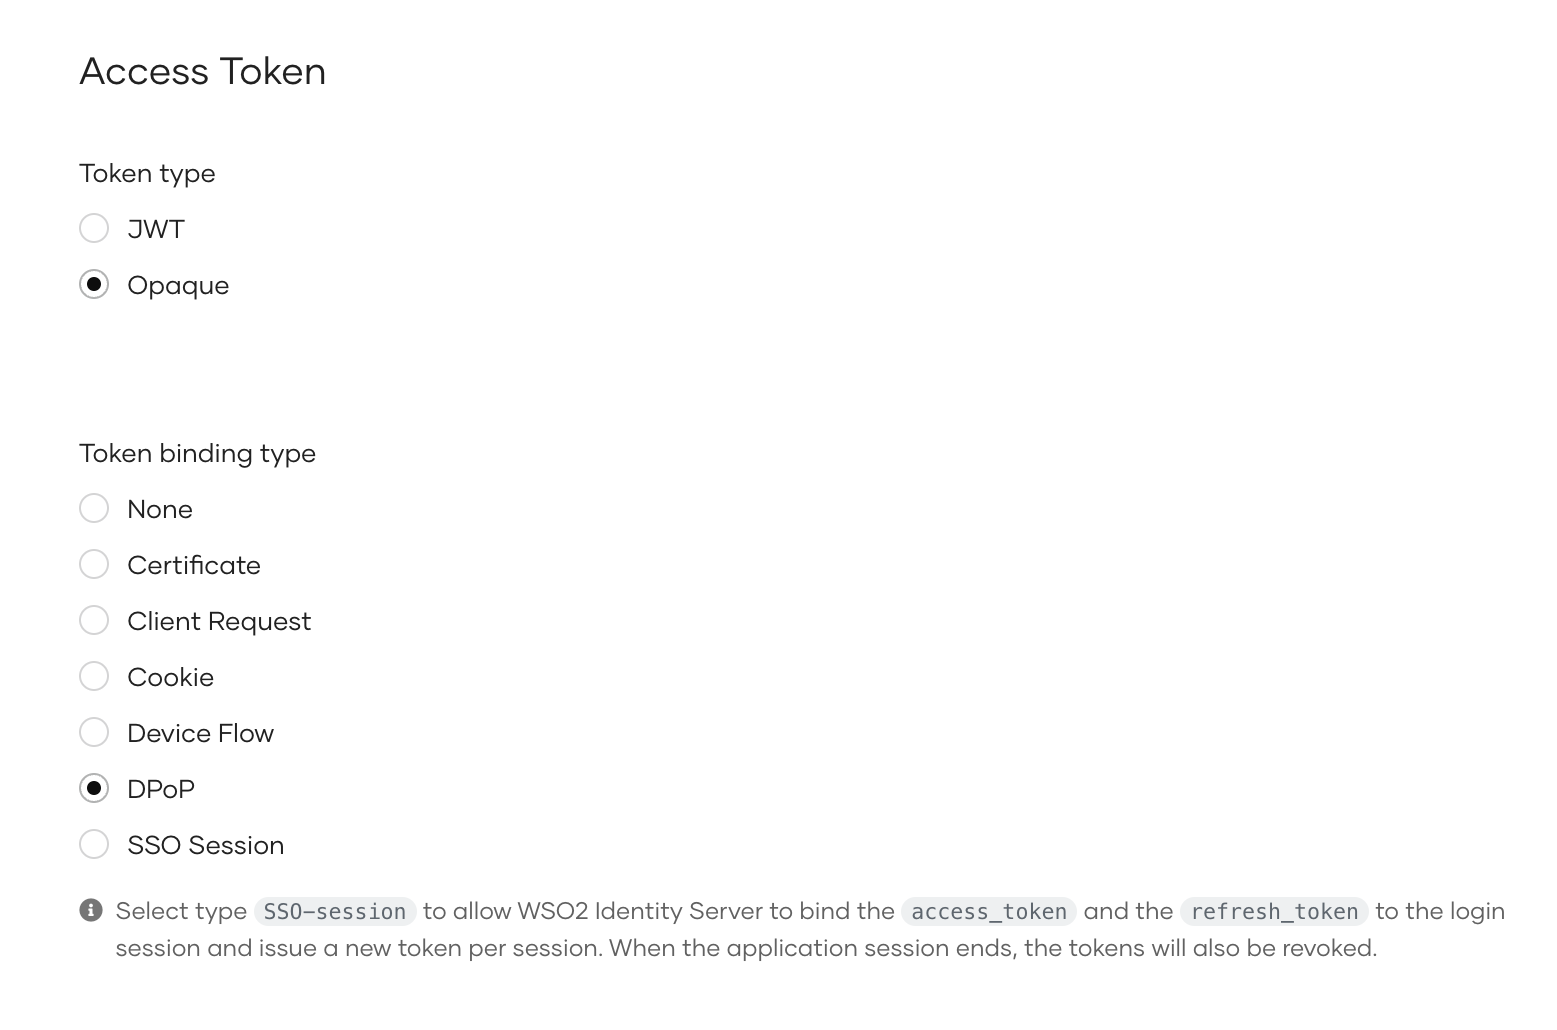 Access Token
Token type
JWT
Opaque
Token binding type
None
Certificate
Client Request
Cookie
Device Flow
DPoP
SSO Session
Select type SSO-session to allow WSO2 Identity Server to bind the access_token and the refresh_token to the login
session and issue a new token per session. When the application session ends, the tokens will also be revoked.